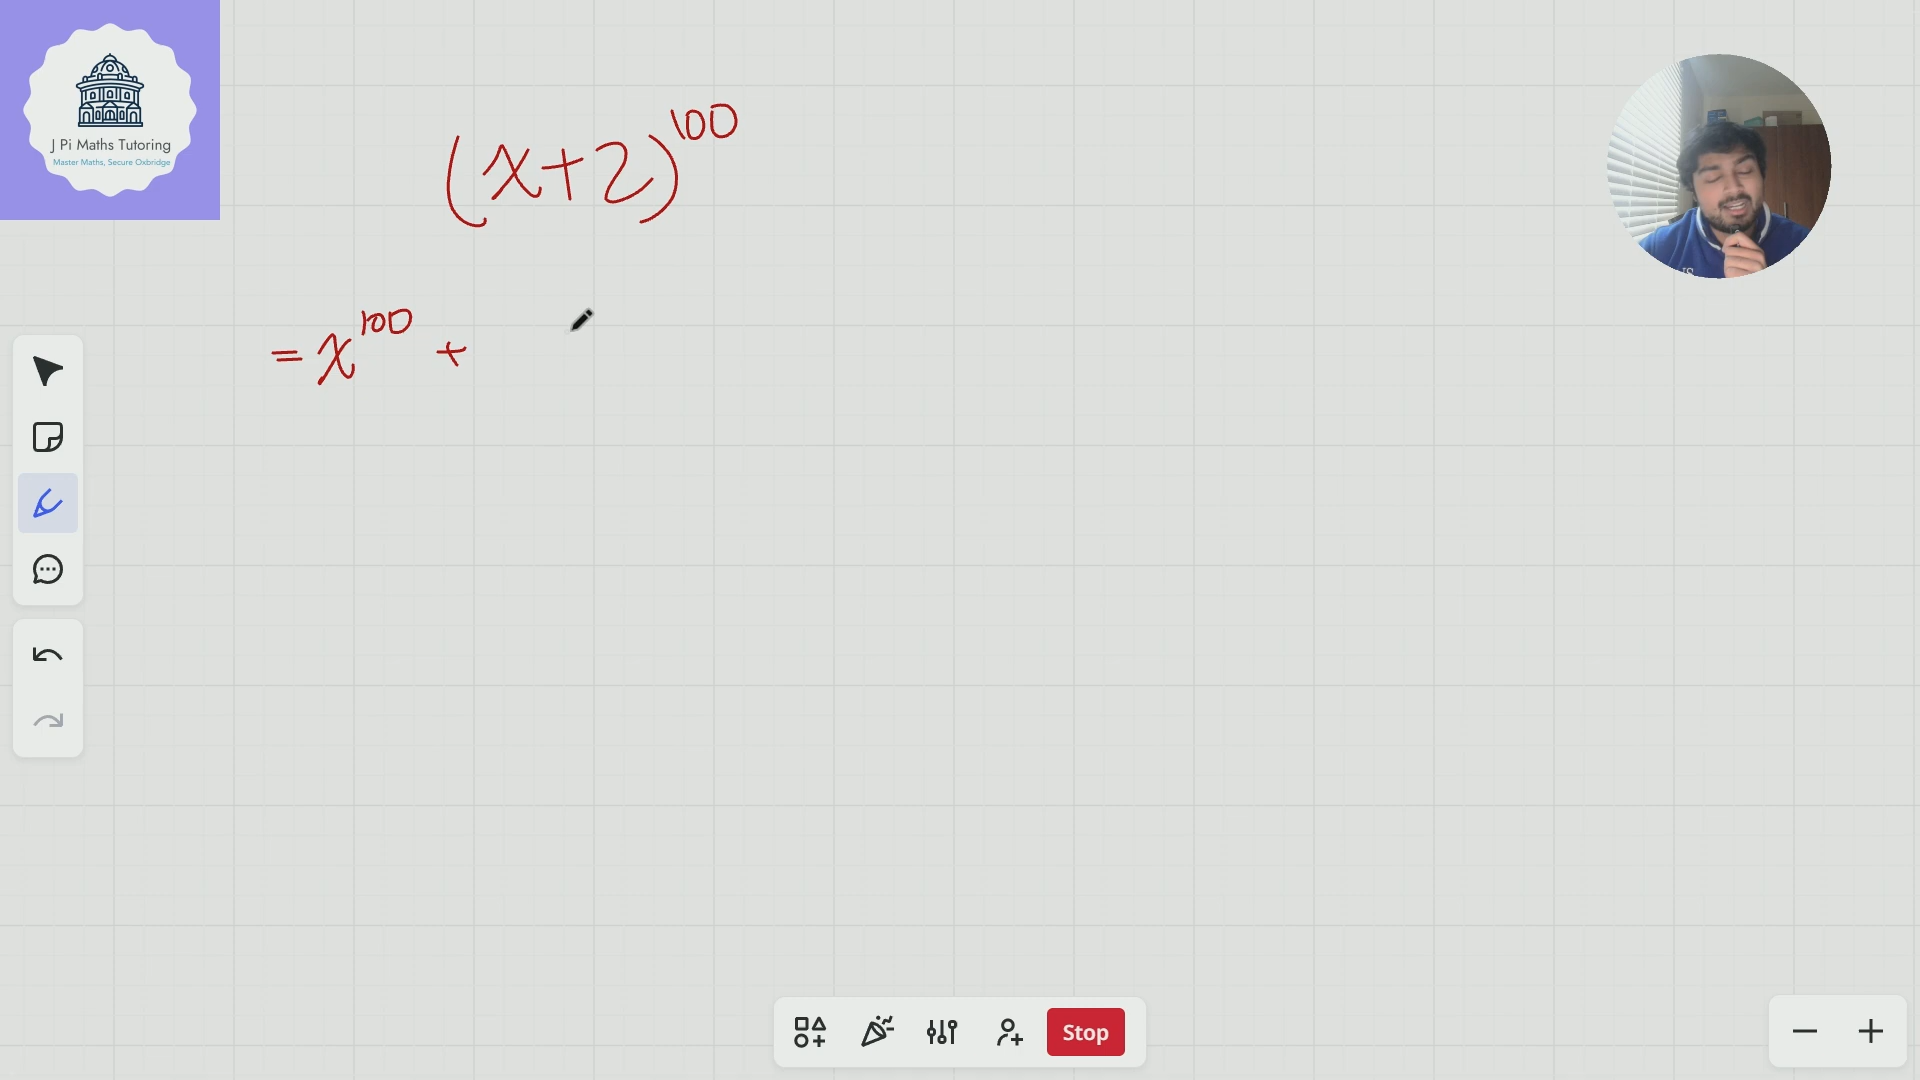 J Pi Maths Tutoring
Master Maths, Secure Oxbridge
(x+2)^100
= x^100 +
Stop